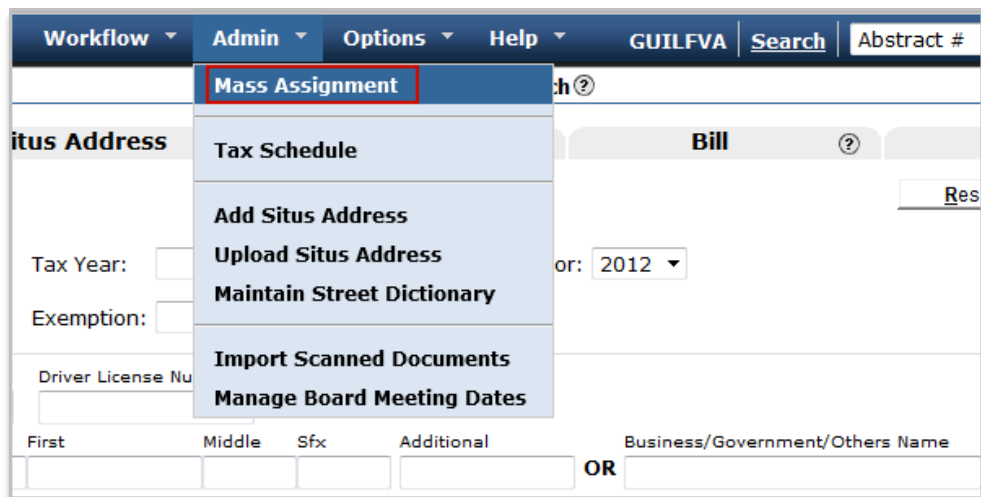 Workflow Admin Options Help GUILFVA Search Abstract #
Mass Assignment
itus Address Bill
Tax Schedule
Add Situs Address
Upload Situs Address
Maintain Street Dictionary
Tax Year: or: 2012
Exemption:
Import Scanned Documents
Manage Board Meeting Dates
Driver License Nu
First Middle Sfx Additional Business/Government/Others Name
OR
Res